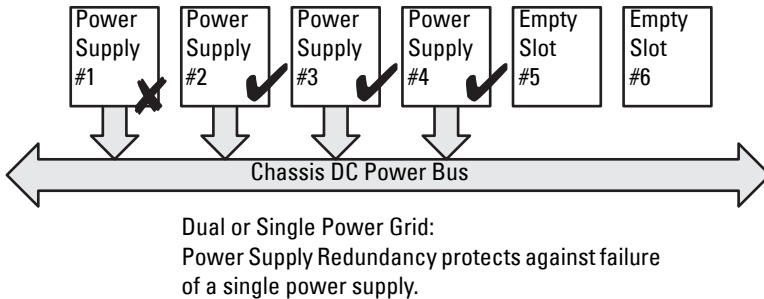 Power
Supply
#1
Power
Supply
#2
Power
Supply
#3
Power
Supply
#4
Empty
Slot
#5
Empty
Slot
#6
Chassis DC Power Bus
Dual or Single Power Grid:
Power Supply Redundancy protects against failure
of a single power supply.